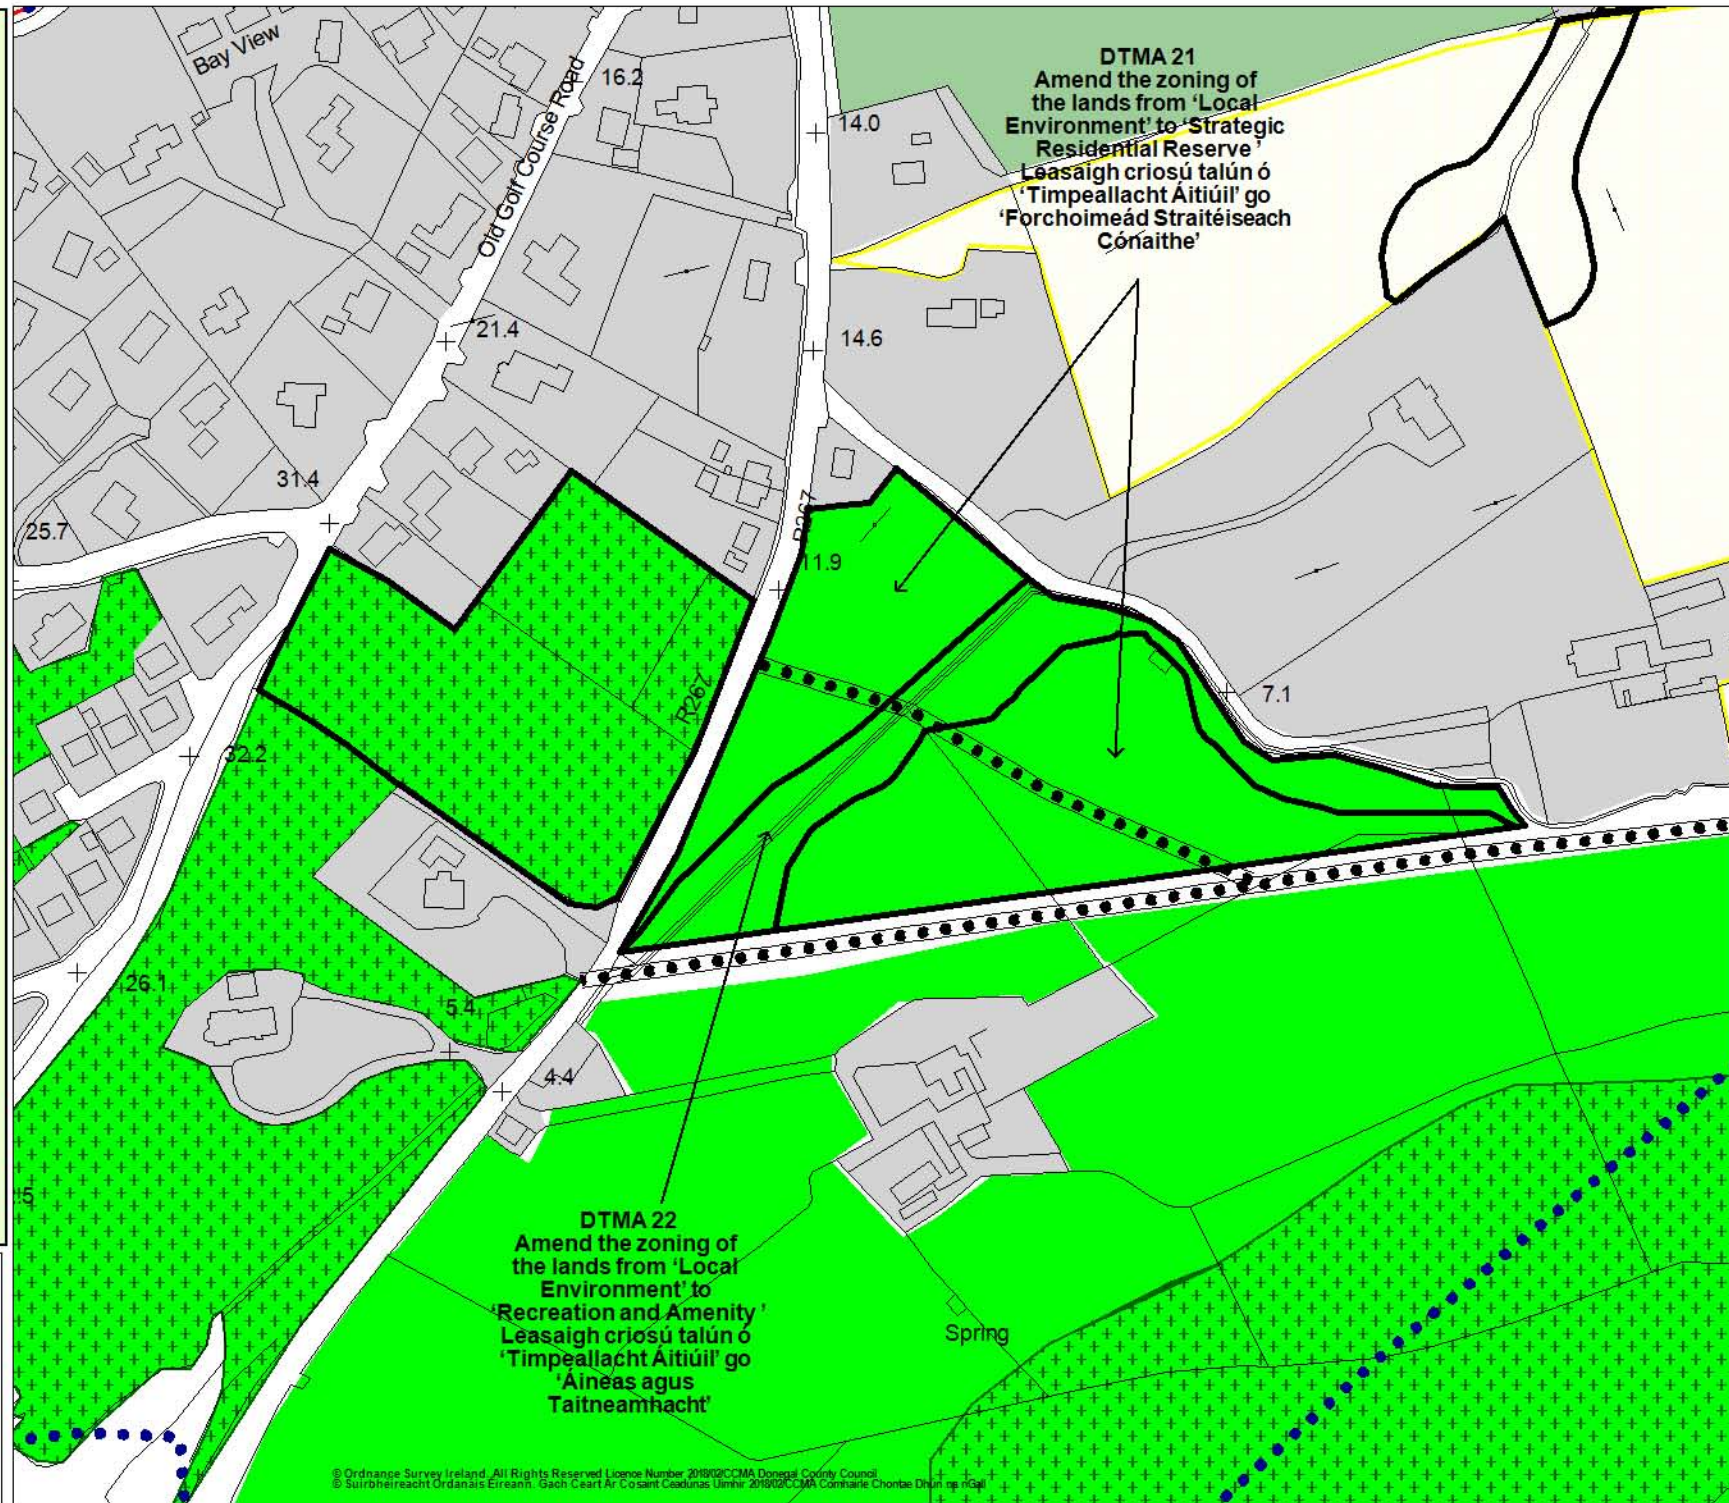 Bay View
Old Golf Course Road
16.2
14.0
DTMA 21
Amend the zoning of
the lands from ‘Local
Environment’ to ‘Strategic
Residential Reserve ’
Leasaigh criosú talún ó
‘Timpeallacht Áitiúil’ go
‘Forchoimeád Straitéiseach
Cónaithe’
21.4
14.6
31.4
25.7
R267
11.9
R267
7.1
32.2
26.1
5.4
4.4
DTMA 22
Amend the zoning of
the lands from ‘Local
Environment’ to
‘Recreation and Amenity ’
Leasaigh criosú talún ó
‘Timpeallacht Áitiúil’ go
‘Áineas agus
Taitneamhacht’
Spring
© Ordnance Survey Ireland. All Rights Reserved Licence Number 2018/02/CCMA Donegal County Council
© Suirbhéireacht Ordanáis Éireann. Gach Ceart Ar Cosaint Ceadúnas Uimhir 2018/02/CCMA Comhairle Chontae Dhún na nGall